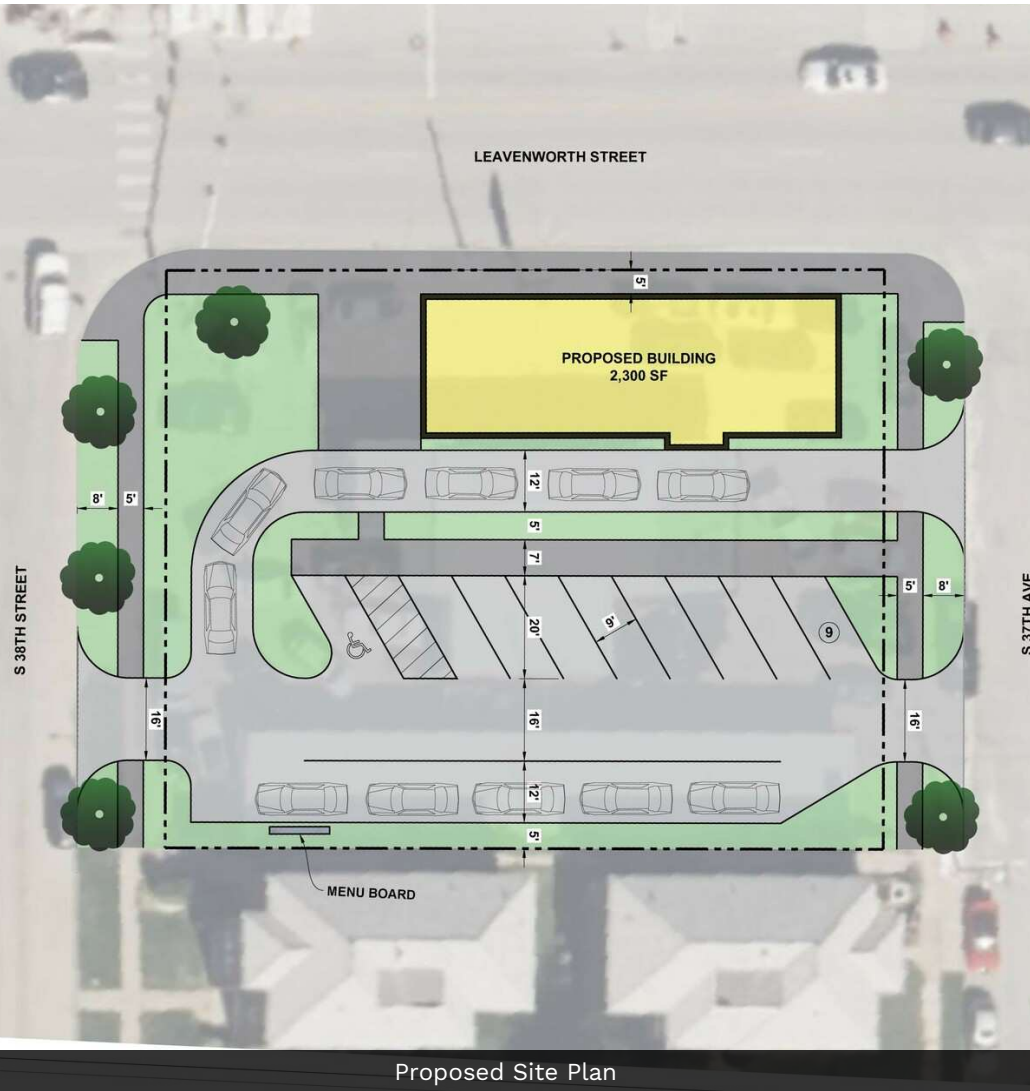 LEAVENWORTH STREET
5'
PROPOSED BUILDING
2,300 SF
12'
8'
5'
5'
7'
5'
8'
S 38TH STREET
S 37TH AVE
20'
9'
9
16'
16'
16'
12'
5'
MENU BOARD
Proposed Site Plan